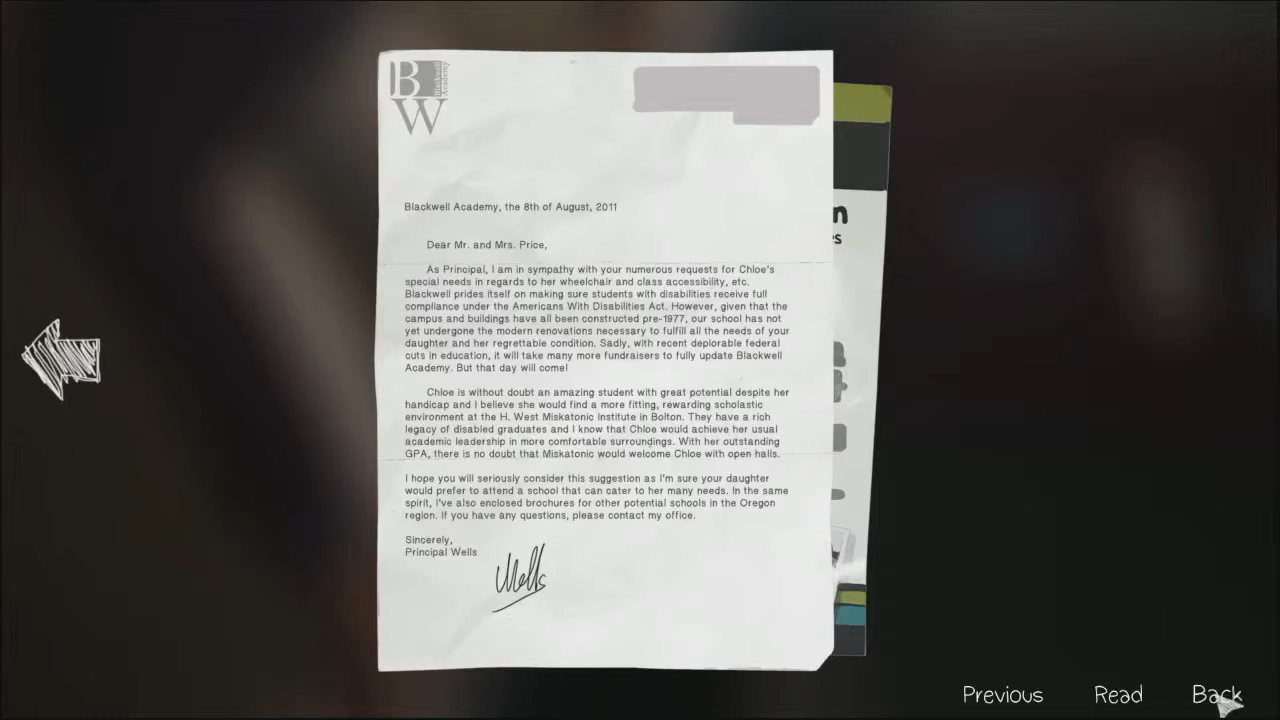 B
W
Blackwell
Academy
Blackwell Academy, the 8th of August, 2011
Dear Mr. and Mrs. Price,
As Principal, I am in sympathy with your numerous requests for Chloe's
special needs in regards to her wheelchair and class accessibility, etc.
Blackwell prides itself on making sure students with disabilities receive full
compliance under the Americans With Disabilities Act. However, given that the
campus and buildings have all been constructed pre-1977, our school has not
yet undergone the modern renovations necessary to fulfill all the needs of your
daughter and her regrettable condition. Sadly, with recent deplorable federal
cuts in education, it will take many more fundraisers to fully update Blackwell
Academy. But that day will come!
Chloe is without doubt an amazing student with great potential despite her
handicap and I believe she would find a more fitting, rewarding scholastic
environment at the H. West Miskatonic Institute in Bolton. They have a rich
legacy of disabled graduates and I know that Chloe would achieve her usual
academic leadership in more comfortable surroundings. With her outstanding
GPA, there is no doubt that Miskatonic would welcome Chloe with open halls.
I hope you will seriously consider this suggestion as I'm sure your daughter
would prefer to attend a school that can cater to her many needs. In the same
spirit, I've also enclosed brochures for other potential schools in the Oregon
region. If you have any questions, please contact my office.
Sincerely,
Principal Wells
Wells
n
s
Previous Read Back